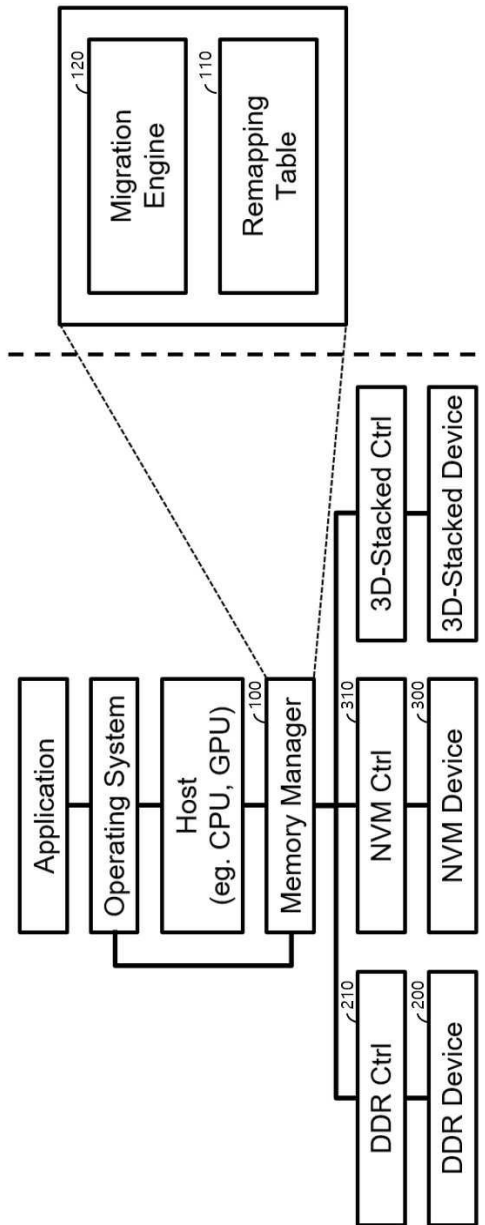 Application
Operating System
Host
(eg. CPU, GPU)
100
Memory Manager
210
DDR Ctrl
310
NVM Ctrl
3D-Stacked Ctrl
200
DDR Device
300
NVM Device
3D-Stacked Device
120
Migration
Engine
110
Remapping
Table